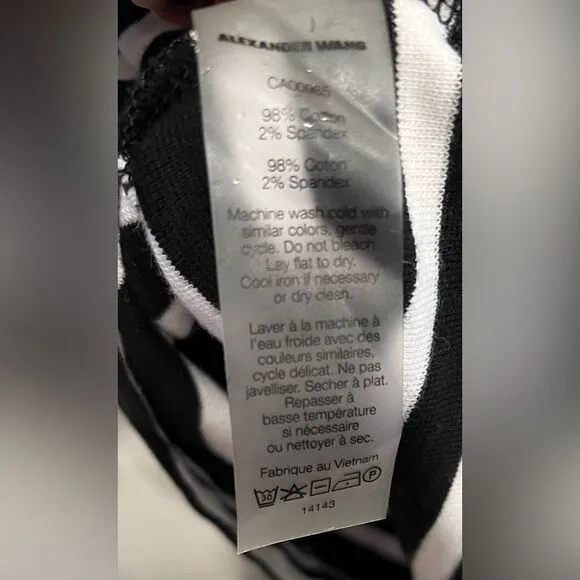 ALEXANDER WANG
CA00985
98% Cotton
2% Spandex
98% Coton
2% Spandex
Machine wash cold with
similar colors, gentle
cycle. Do not bleach.
Lay flat to dry.
Cool iron if necessary
or dry clean.
Laver à la machine à
l'eau froide avec des
couleurs similaires,
cycle délicat. Ne pas
javelliser. Secher à plat.
Repasser à
basse température
si nécessaire
ou nettoyer à sec.
Fabrique au Vietnam
30 P
14143